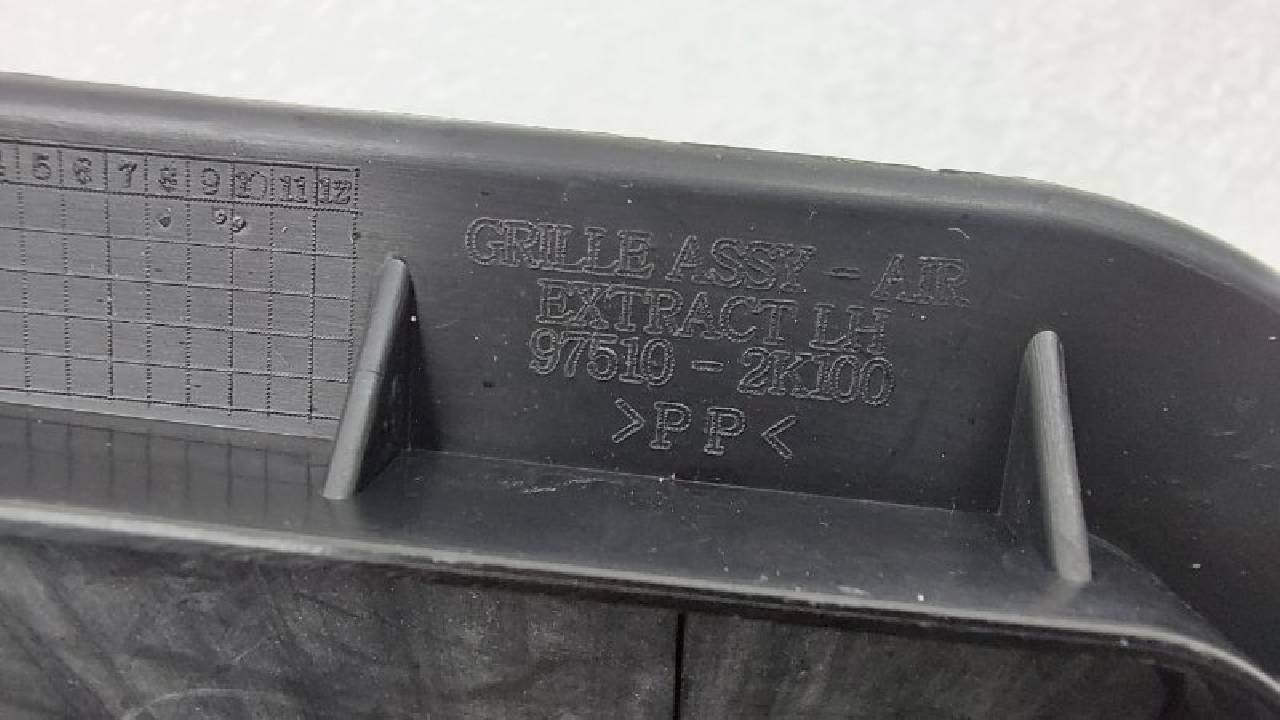 5 6 7 8 9 10 11 12
GRILLE ASSY - AIR
EXTRACT LH
97510 - 2K100
>PP<